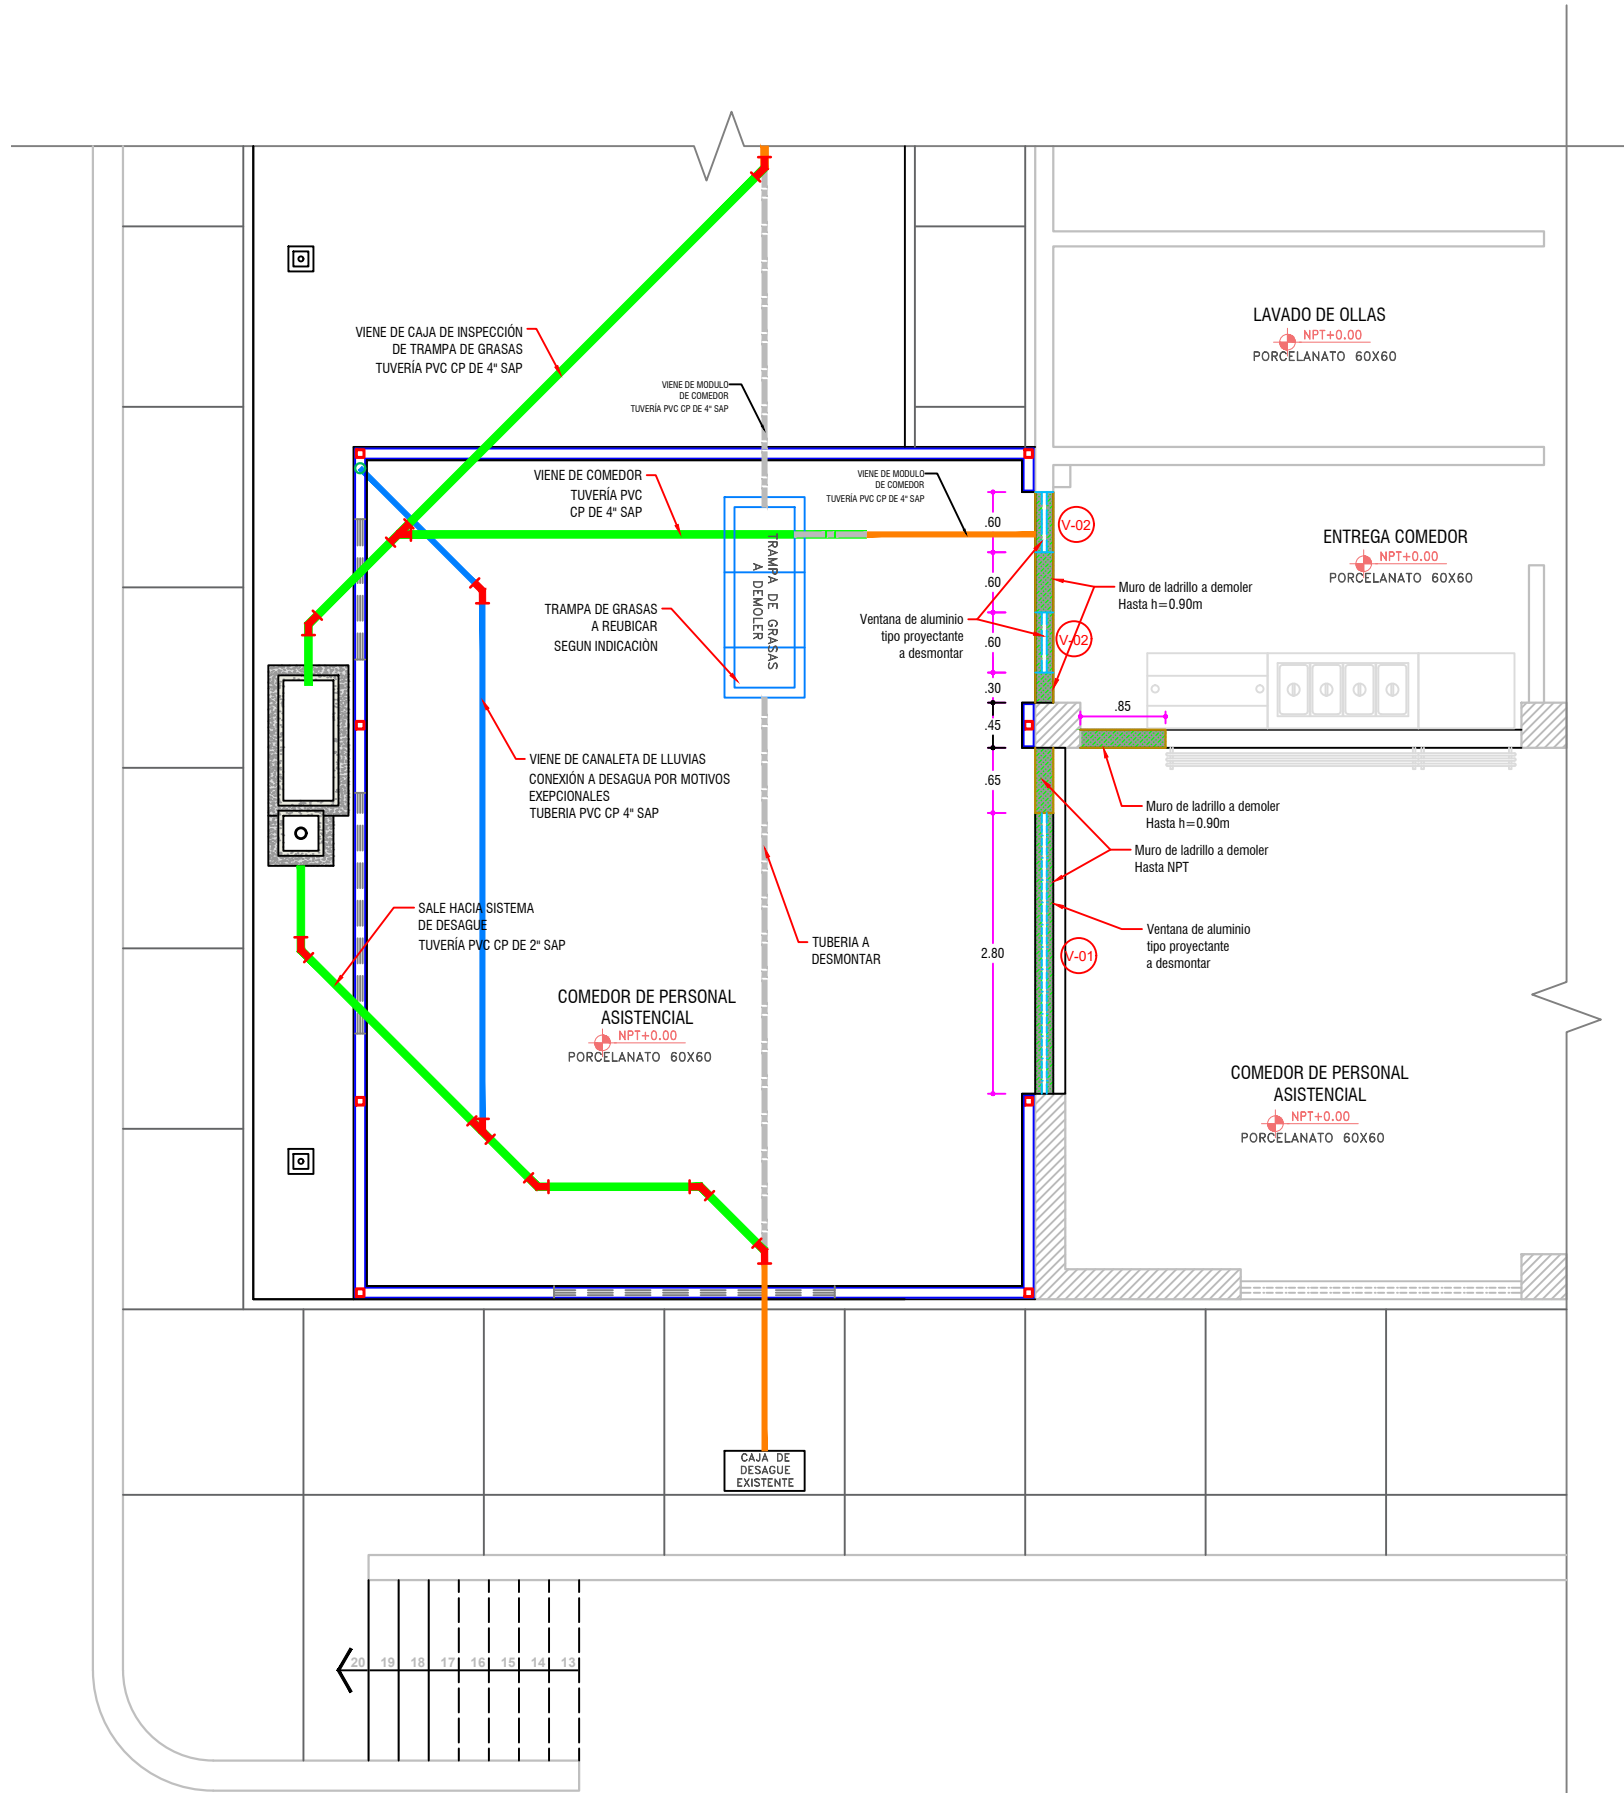 VIENE DE CAJA DE INSPECCIÓN
DE TRAMPA DE GRASAS
TUVERÍA PVC CP DE 4" SAP
VIENE DE MODULO
DE COMEDOR
TUVERÍA PVC CP DE 4" SAP
LAVADO DE OLLAS
NPT+0.00
PORCELANATO 60X60
VIENE DE COMEDOR
TUVERÍA PVC
CP DE 4" SAP
VIENE DE MODULO
DE COMEDOR
TUVERÍA PVC CP DE 4" SAP
.60
V-02
ENTREGA COMEDOR
NPT+0.00
PORCELANATO 60X60
TRAMPA DE GRASAS
A DEMOLER
.60
Muro de ladrillo a demoler
Hasta h=0.90m
TRAMPA DE GRASAS
A REUBICAR
SEGUN INDICACIÒN
Ventana de aluminio
tipo proyectante
a desmontar
.60
V-02
.30
.85
.45
VIENE DE CANALETA DE LLUVIAS
CONEXIÓN A DESAGUA POR MOTIVOS
EXEPCIONALES
TUBERIA PVC CP 4" SAP
.65
Muro de ladrillo a demoler
Hasta h=0.90m
Muro de ladrillo a demoler
Hasta NPT
SALE HACIA SISTEMA
DE DESAGUE
TUVERÍA PVC CP DE 2" SAP
TUBERIA A
DESMONTAR
2.80
V-01
Ventana de aluminio
tipo proyectante
a desmontar
COMEDOR DE PERSONAL
ASISTENCIAL
NPT+0.00
PORCELANATO 60X60
COMEDOR DE PERSONAL
ASISTENCIAL
NPT+0.00
PORCELANATO 60X60
CAJA DE
DESAGUE
EXISTENTE
20 19 18 17 16 15 14 13